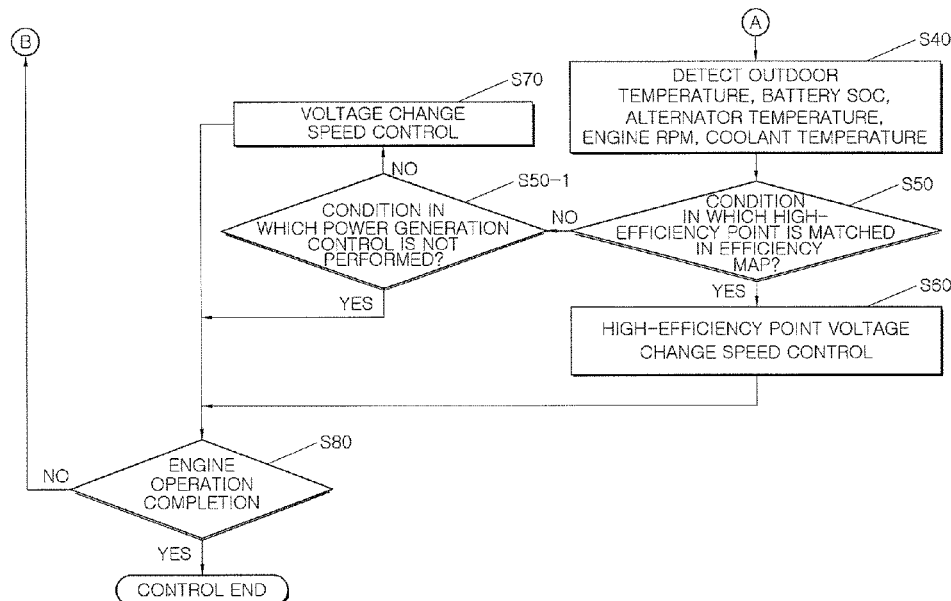 B
A
S40
DETECT OUTDOOR
TEMPERATURE, BATTERY SOC,
ALTERNATOR TEMPERATURE,
ENGINE RPM, COOLANT TEMPERATURE
S70
VOLTAGE CHANGE
SPEED CONTROL
NO
S50-1
CONDITION IN
WHICH POWER GENERATION
CONTROL IS NOT
PERFORMED?
YES
NO
S50
CONDITION
IN WHICH HIGH-
EFFICIENCY POINT IS MATCHED
IN EFFICIENCY
MAP?
YES
S60
HIGH-EFFICIENCY POINT VOLTAGE
CHANGE SPEED CONTROL
S80
NO
ENGINE
OPERATION
COMPLETION
YES
CONTROL END